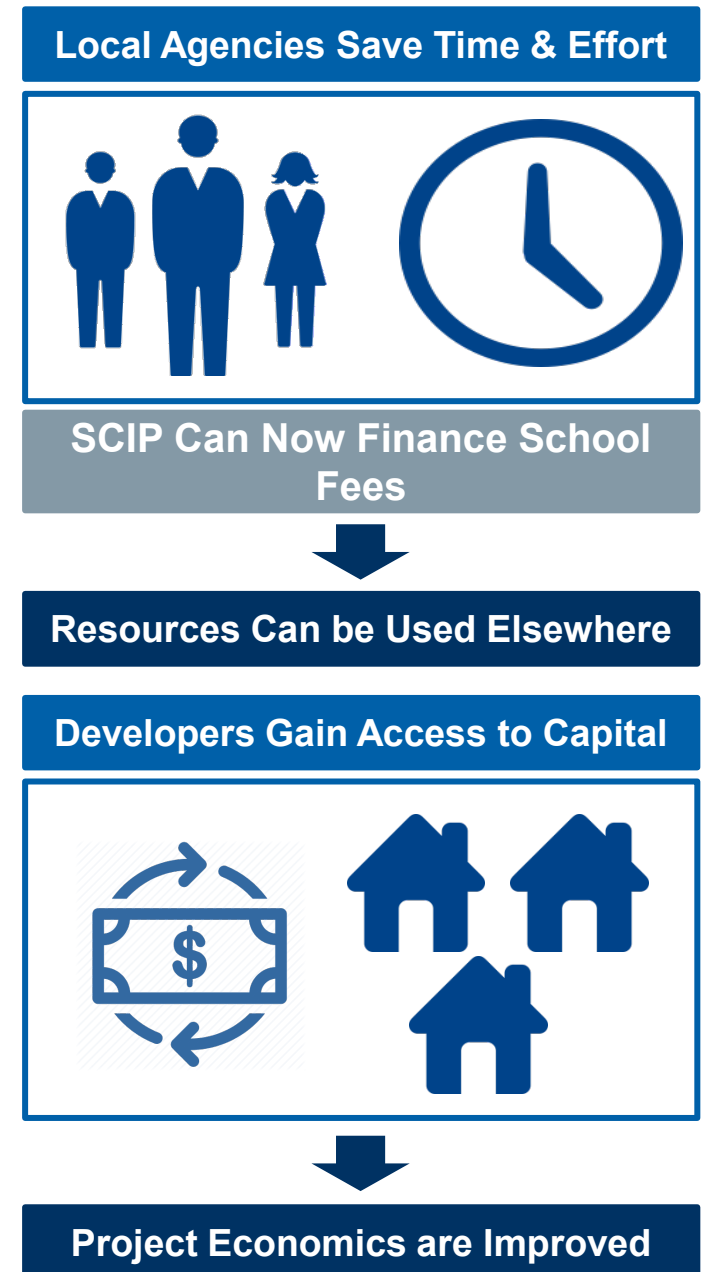 Local Agencies Save Time & Effort
SCIP Can Now Finance School
Fees
Resources Can be Used Elsewhere
Developers Gain Access to Capital
$
Project Economics are Improved